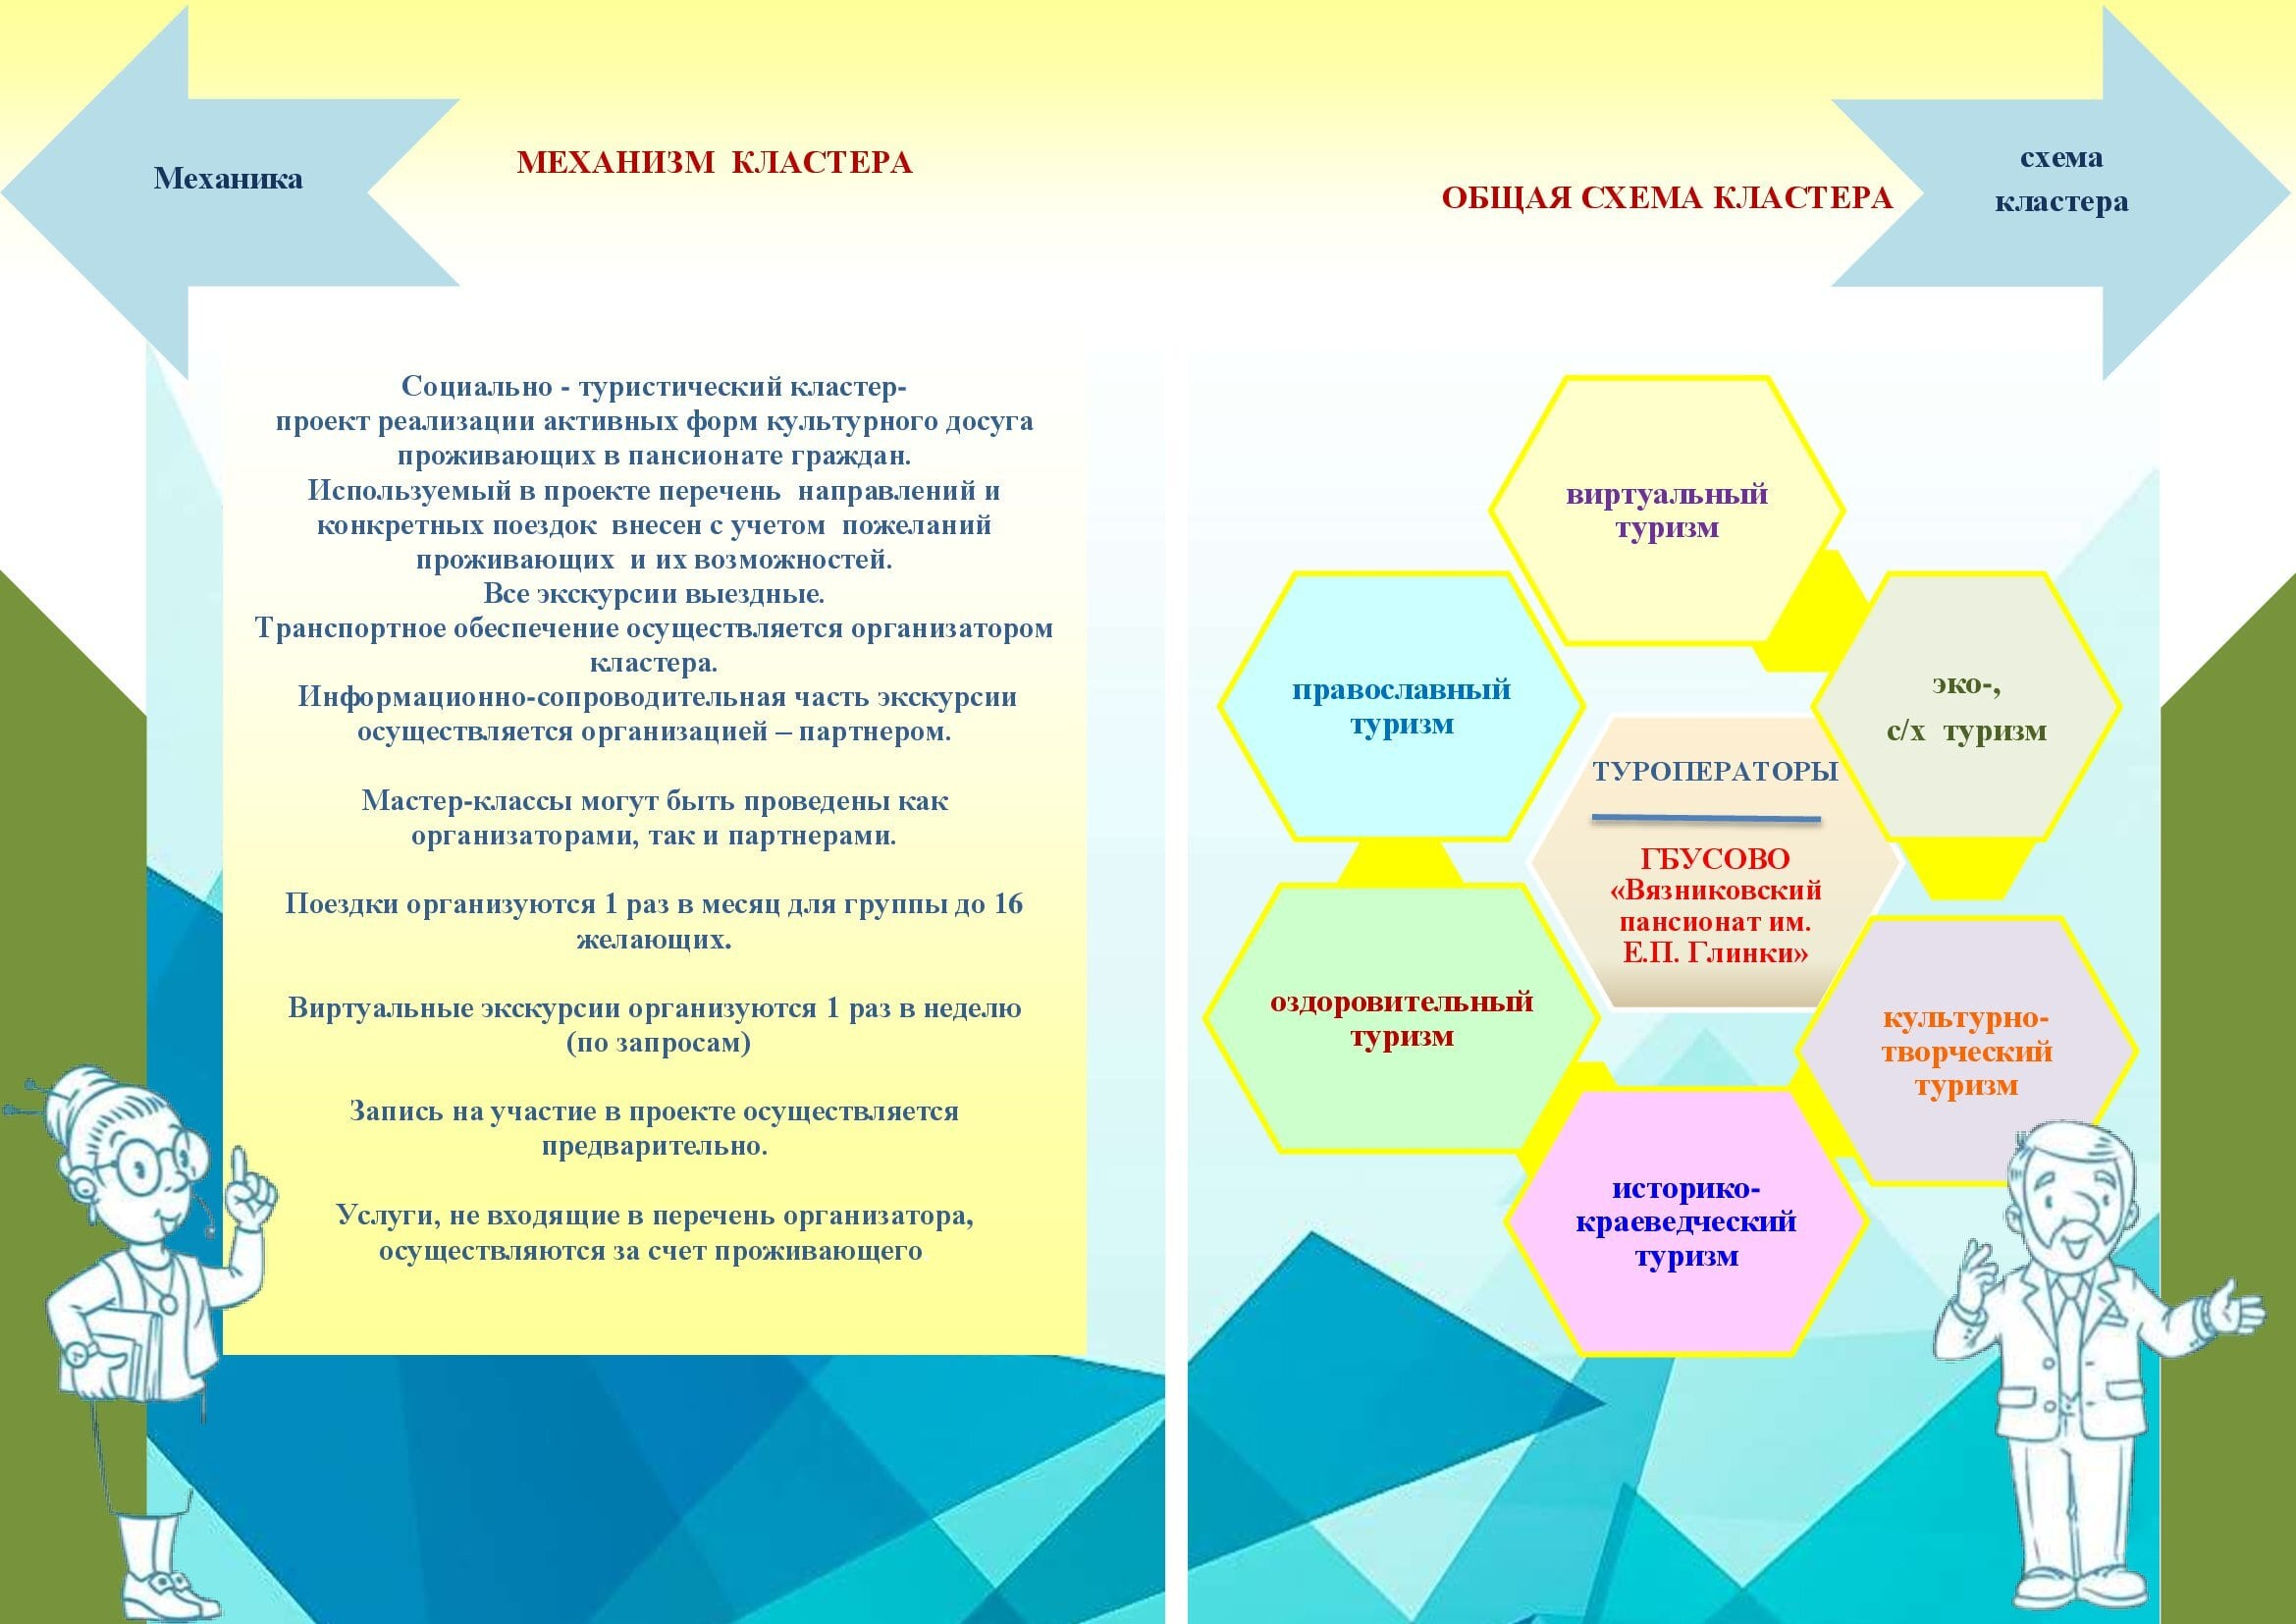 Механика
МЕХАНИЗМ КЛАСТЕРА
Социально - туристический кластер-
проект реализации активных форм культурного досуга
проживающих в пансионате граждан.
Используемый в проекте перечень направлений и
конкретных поездок внесен с учетом пожеланий
проживающих и их возможностей.
Все экскурсии выездные.
Транспортное обеспечение осуществляется организатором
кластера.
Информационно-сопроводительная часть экскурсии
осуществляется организацией – партнером.
Мастер-классы могут быть проведены как
организаторами, так и партнерами.
Поездки организуются 1 раз в месяц для группы до 16
желающих.
Виртуальные экскурсии организуются 1 раз в неделю
(по запросам)
Запись на участие в проекте осуществляется
предварительно.
Услуги, не входящие в перечень организатора,
осуществляются за счет проживающего
схема
кластера
ОБЩАЯ СХЕМА КЛАСТЕРА
виртуальный
туризм
православный
туризм
эко-,
с/х туризм
ТУРОПЕРАТОРЫ
ГБУСОВО
«Вязниковский
пансионат им.
Е.П. Глинки»
оздоровительный
туризм
культурно-
творческий
туризм
историко-
краеведческий
туризм